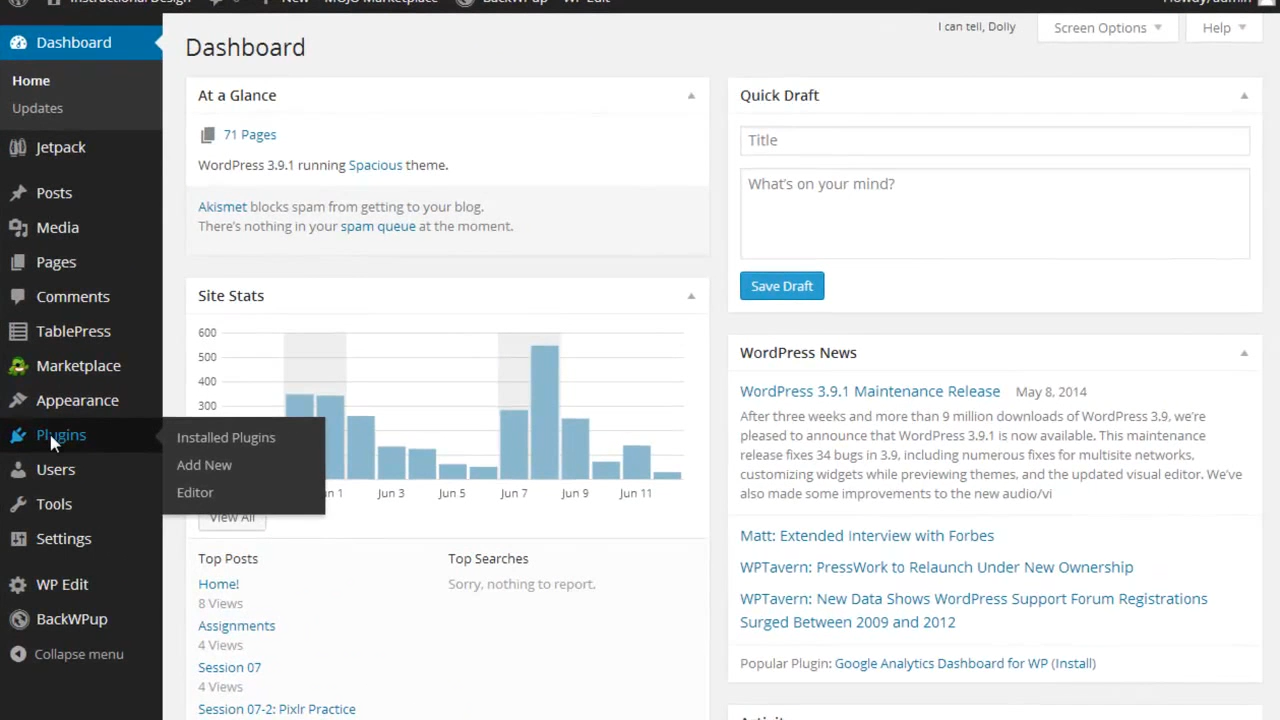 Instructional Design
New
MOJO Marketplace
BackWPup
WP Edit
Howdy, admin
Dashboard
Home
Updates
Jetpack
Posts
Media
Pages
Comments
TablePress
Marketplace
Appearance
Plugins
Users
Tools
Settings
WP Edit
BackWPup
Collapse menu
Installed Plugins
Add New
Editor
I can tell, Dolly
Screen Options
Help
Dashboard
At a Glance
71 Pages
WordPress 3.9.1 running Spacious theme.
Akismet blocks spam from getting to your blog.
There's nothing in your spam queue at the moment.
Site Stats
600
500
400
300
n 1
Jun 3
Jun 5
Jun 7
Jun 9
Jun 11
View All
Top Posts
Home!
8 Views
Assignments
4 Views
Session 07
4 Views
Session 07-2: Pixlr Practice
Top Searches
Sorry, nothing to report.
Quick Draft
Title
What's on your mind?
Save Draft
WordPress News
WordPress 3.9.1 Maintenance Release May 8, 2014
After three weeks and more than 9 million downloads of WordPress 3.9, we're
pleased to announce that WordPress 3.9.1 is now available. This maintenance
release fixes 34 bugs in 3.9, including numerous fixes for multisite networks,
customizing widgets while previewing themes, and the updated visual editor. We've
also made some improvements to the new audio/vi
Matt: Extended Interview with Forbes
WPTavern: PressWork to Relaunch Under New Ownership
WPTavern: New Data Shows WordPress Support Forum Registrations
Surged Between 2009 and 2012
Popular Plugin: Google Analytics Dashboard for WP (Install)